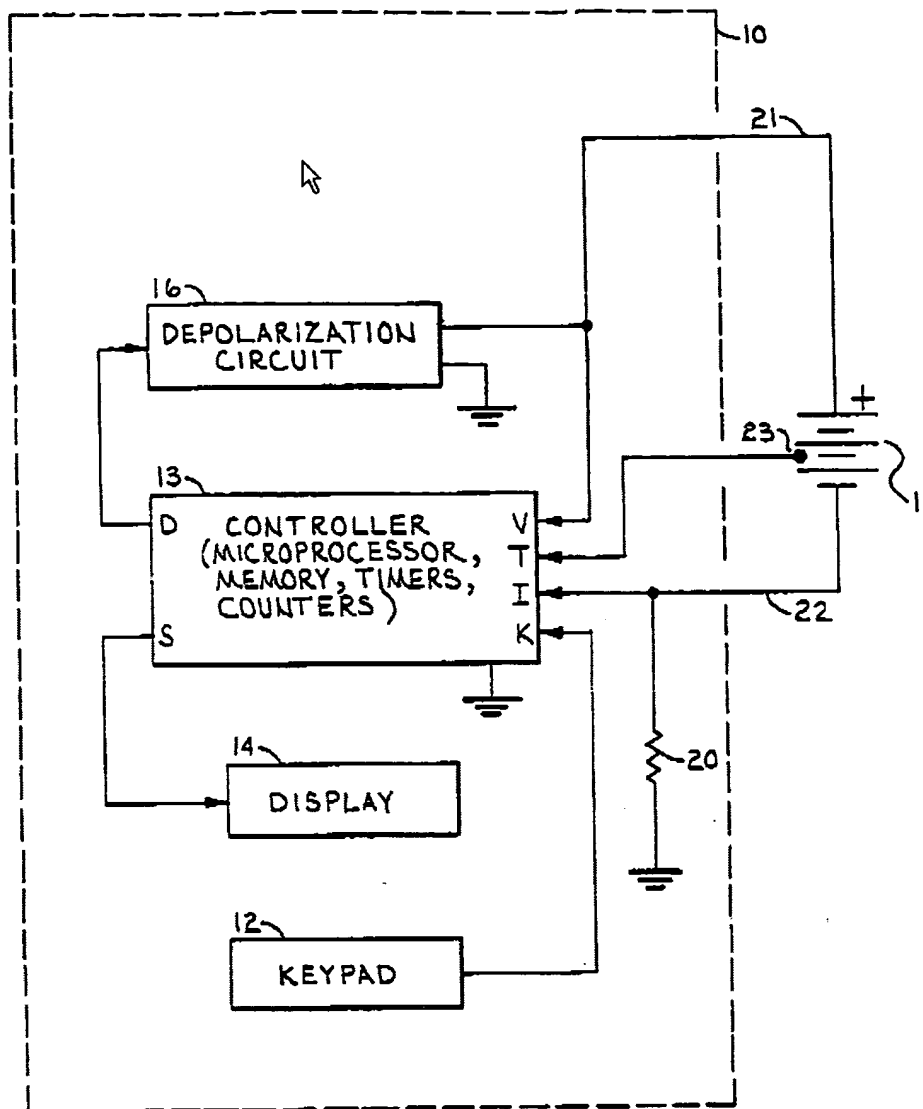 10
21
16
DEPOLARIZATION
CIRCUIT
+
23
1
13
D
CONTROLLER
(MICROPROCESSOR,
MEMORY, TIMERS,
COUNTERS)
V
T
I
K
S
22
20
14
DISPLAY
12
KEYPAD